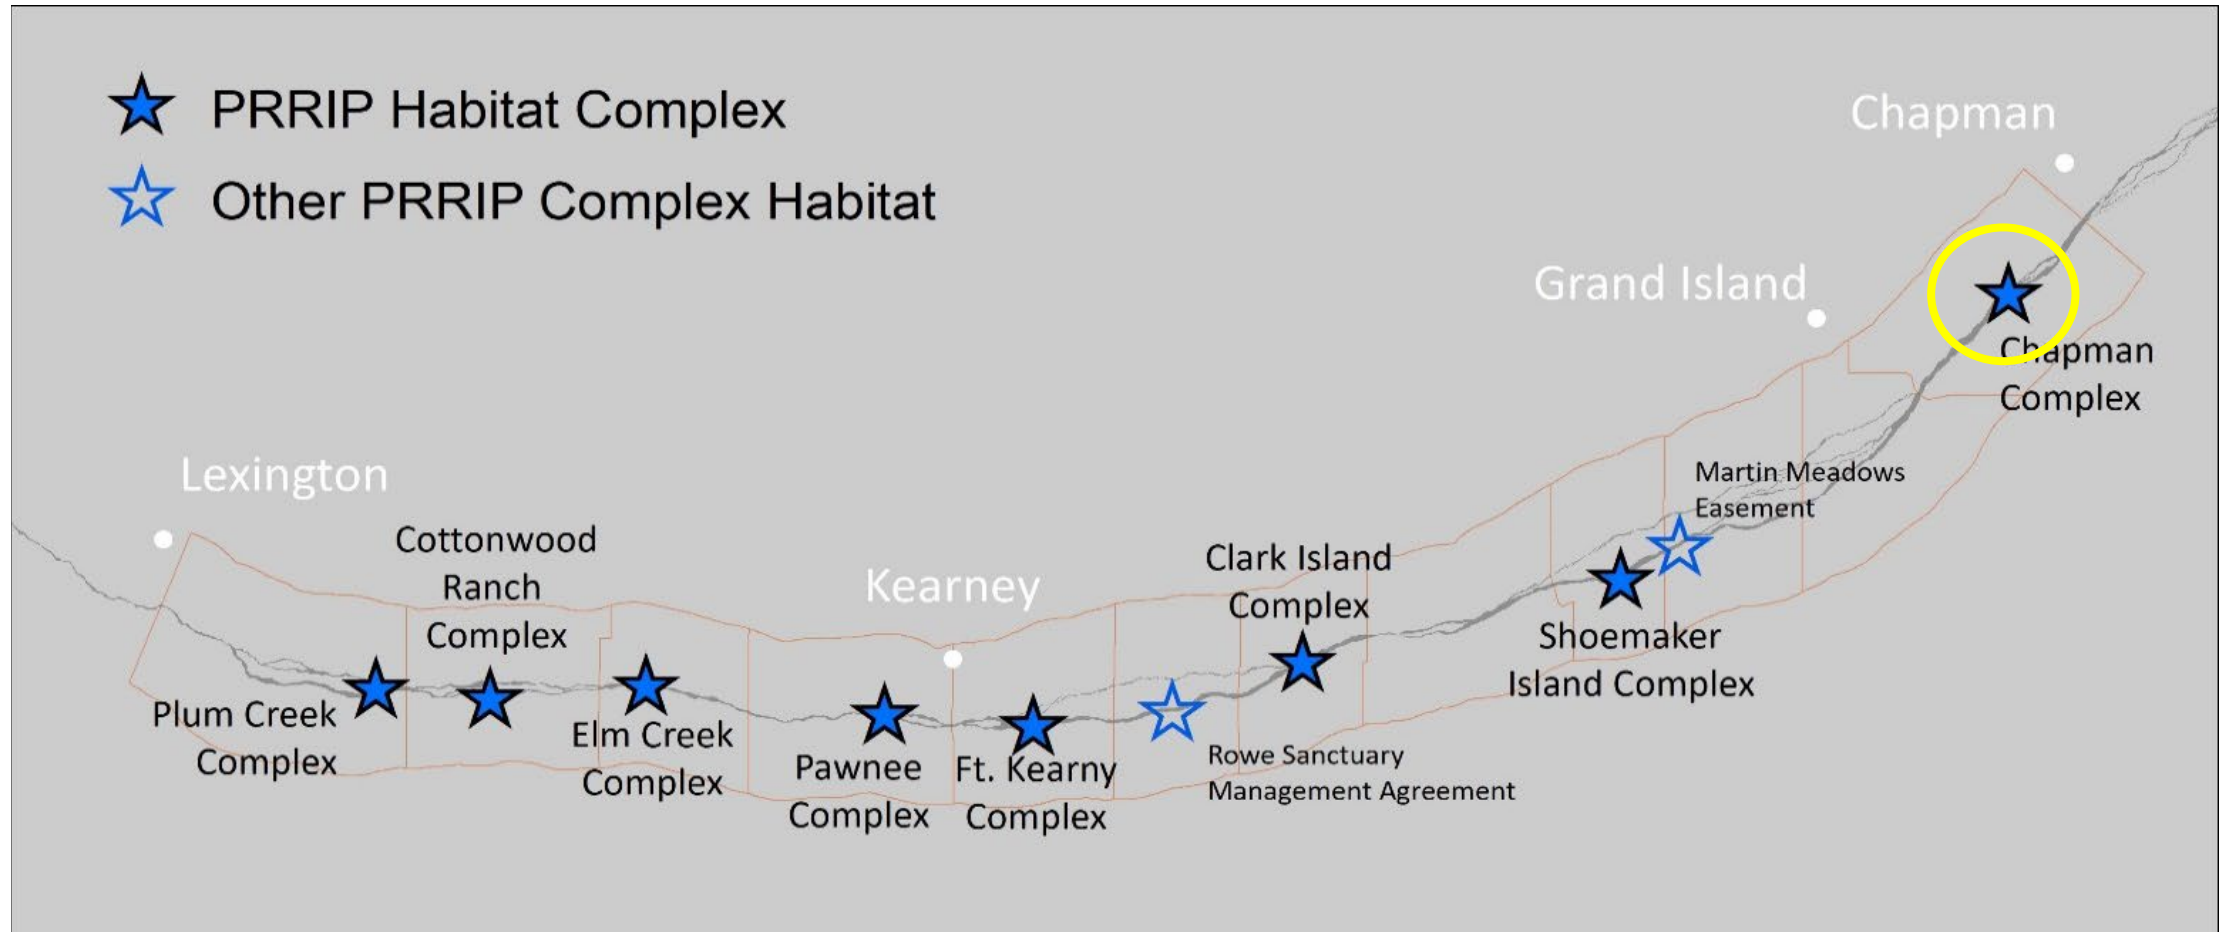 PRRIP Habitat Complex
Other PRRIP Complex Habitat
Chapman
Grand Island
Chapman
Complex
Lexington
Martin Meadows
Easement
Cottonwood
Ranch
Complex
Kearney
Clark Island
Complex
Shoemaker
Island Complex
Plum Creek
Complex
Elm Creek
Complex
Pawnee
Complex
Ft. Kearny
Complex
Rowe Sanctuary
Management Agreement